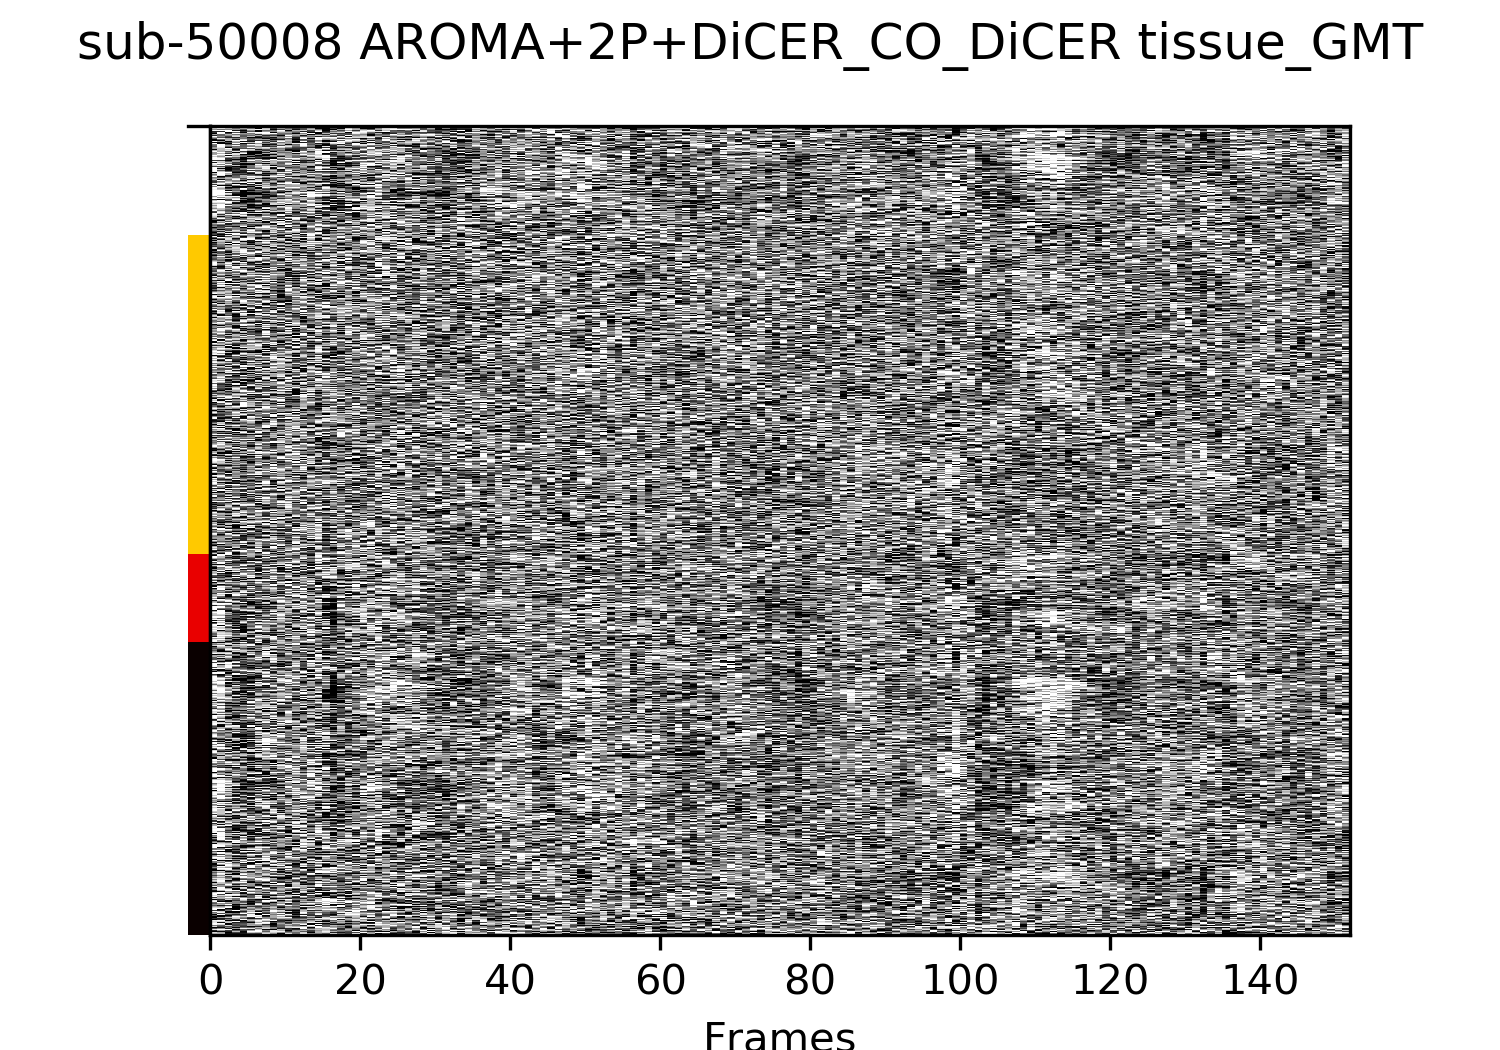 sub-50008 AROMA+2P+DiCER_CO_DiCER tissue_GMT
0 20 40 60 80 100 120 140
Frames